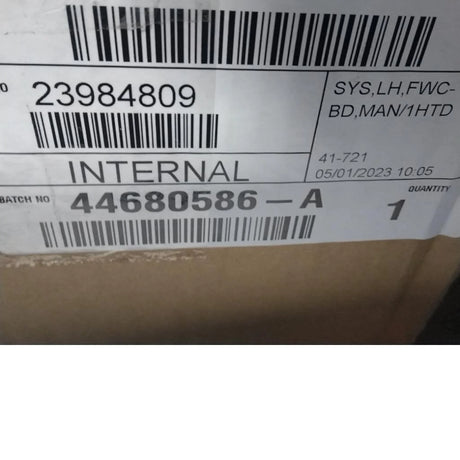 O 23984809
SYS,LH,FWC-
BD,MAN/1HTD
INTERNAL
41-721
05/01/2023 10:05
BATCH NO 44680586-A
QUANTITY
1